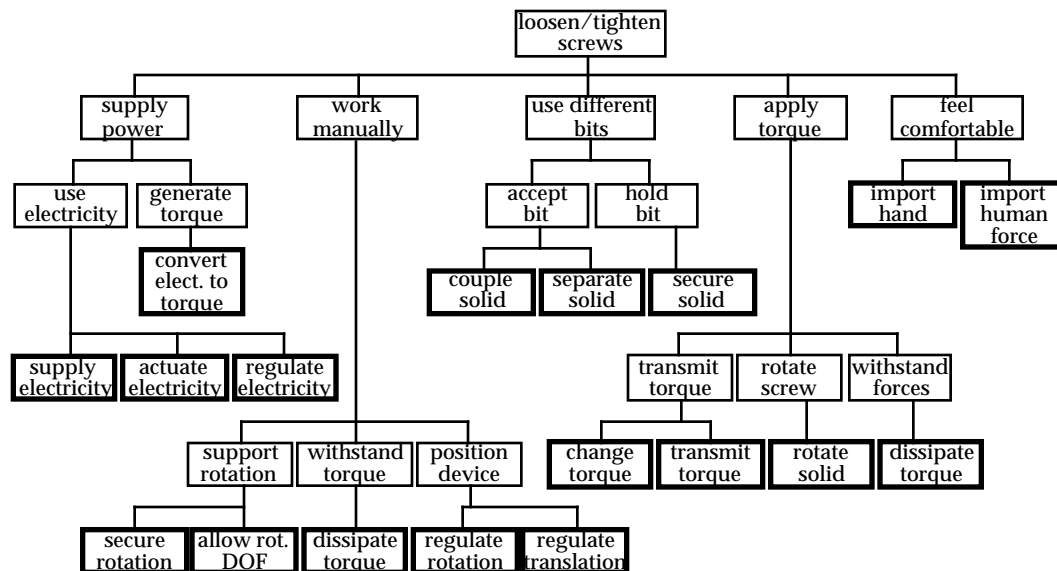 loosen/tighten
screws
supply
power
work
manually
use different
bits
apply
torque
feel
comfortable
use
electricity
generate
torque
accept
bit
hold
bit
import
hand
import
human
force
convert
elect. to
torque
couple
solid
separate
solid
secure
solid
supply
electricity
actuate
electricity
regulate
electricity
transmit
torque
rotate
screw
withstand
forces
support
rotation
withstand
torque
position
device
change
torque
transmit
torque
rotate
solid
dissipate
torque
secure
rotation
allow rot.
DOF
dissipate
torque
regulate
rotation
regulate
translation